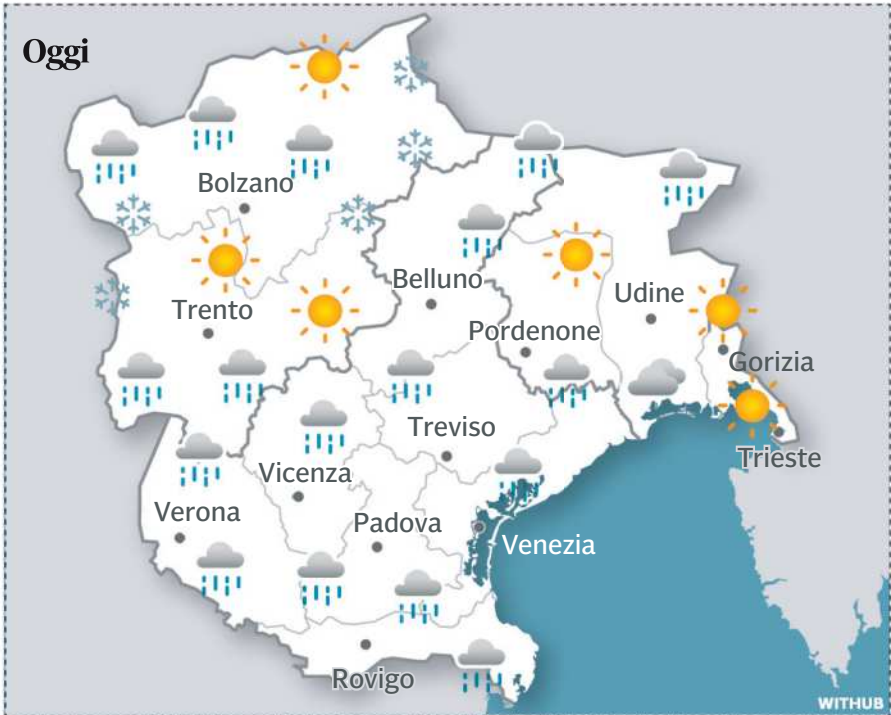 Oggi
Bolzano
Trento
Belluno
Udine
Pordenone
Gorizia
Treviso
Trieste
Vicenza
Verona
Padova
Venezia
Rovigo
WITHUB